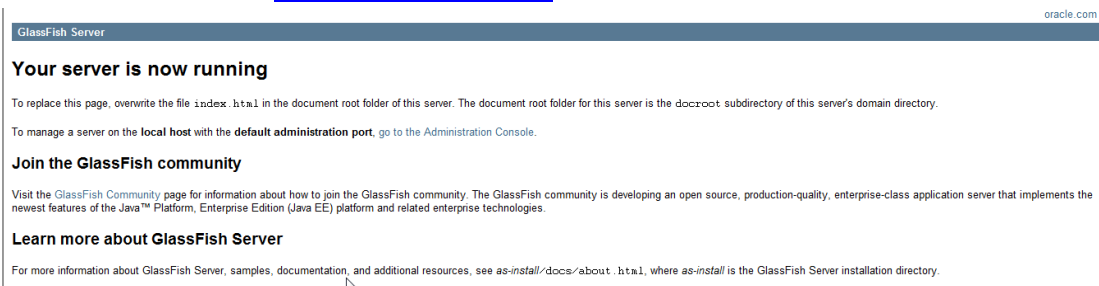 oracle.com
GlassFish Server
Your server is now running
To replace this page, overwrite the file index.html in the document root folder of this server. The document root folder for this server is the docroot subdirectory of this server's domain directory.
To manage a server on the local host with the default administration port, go to the Administration Console.
Join the GlassFish community
Visit the GlassFish Community page for information about how to join the GlassFish community. The GlassFish community is developing an open source, production-quality, enterprise-class application server that implements the
newest features of the Java™ Platform, Enterprise Edition (Java EE) platform and related enterprise technologies.
Learn more about GlassFish Server
For more information about GlassFish Server, samples, documentation, and additional resources, see as-install/docs/about.html, where as-install is the GlassFish Server installation directory.